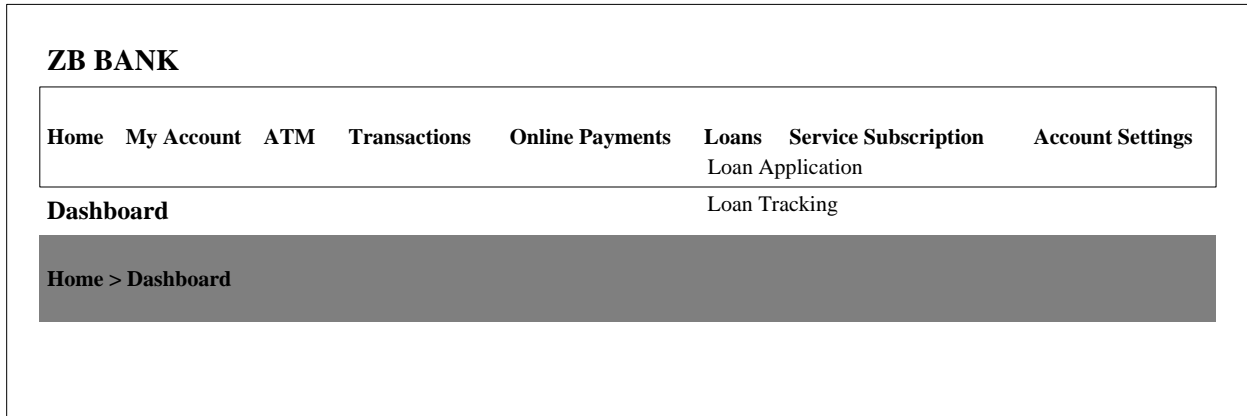 ZB BANK
Home My Account ATM Transactions Online Payments Loans Service Subscription Account Settings
Loan Application
Loan Tracking
Dashboard
Home > Dashboard